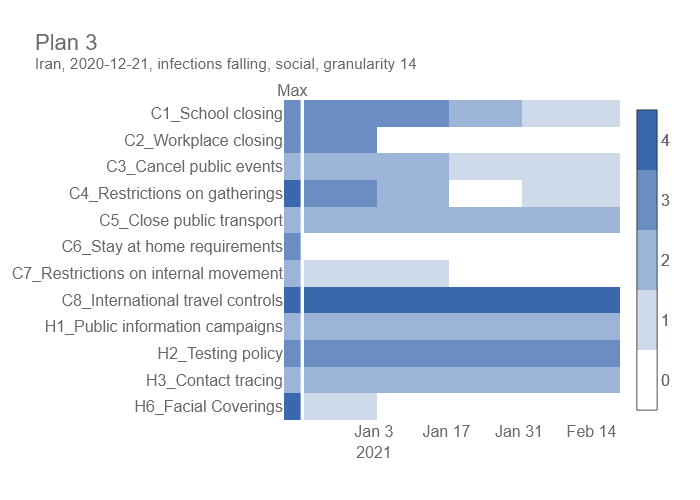 Plan 3
Iran, 2020-12-21, infections falling, social, granularity 14
Max
C1_School closing
C2_Workplace closing
C3_Cancel public events
C4_Restrictions on gatherings
C5_Close public transport
C6_Stay at home requirements
C7_Restrictions on internal movement
C8_International travel controls
H1_Public information campaigns
H2_Testing policy
H3_Contact tracing
H6_Facial Coverings
Jan 3 Jan 17 Jan 31 Feb 14
2021
4
3
2
1
0